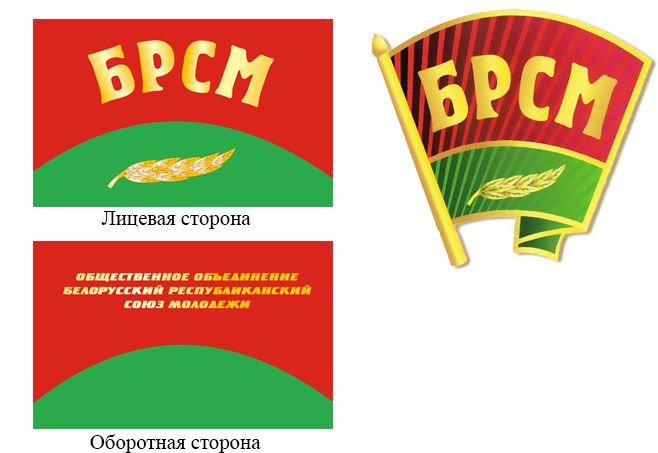 БРСМ
Лицевая сторона
ОБЩЕСТВЕННОЕ ОБЪЕДИНЕНИЕ
БЕЛОРУССКИЙ РЕСПУБЛИКАНСКИЙ
СОЮЗ МОЛОДЕЖИ
Оборотная сторона
БРСМ